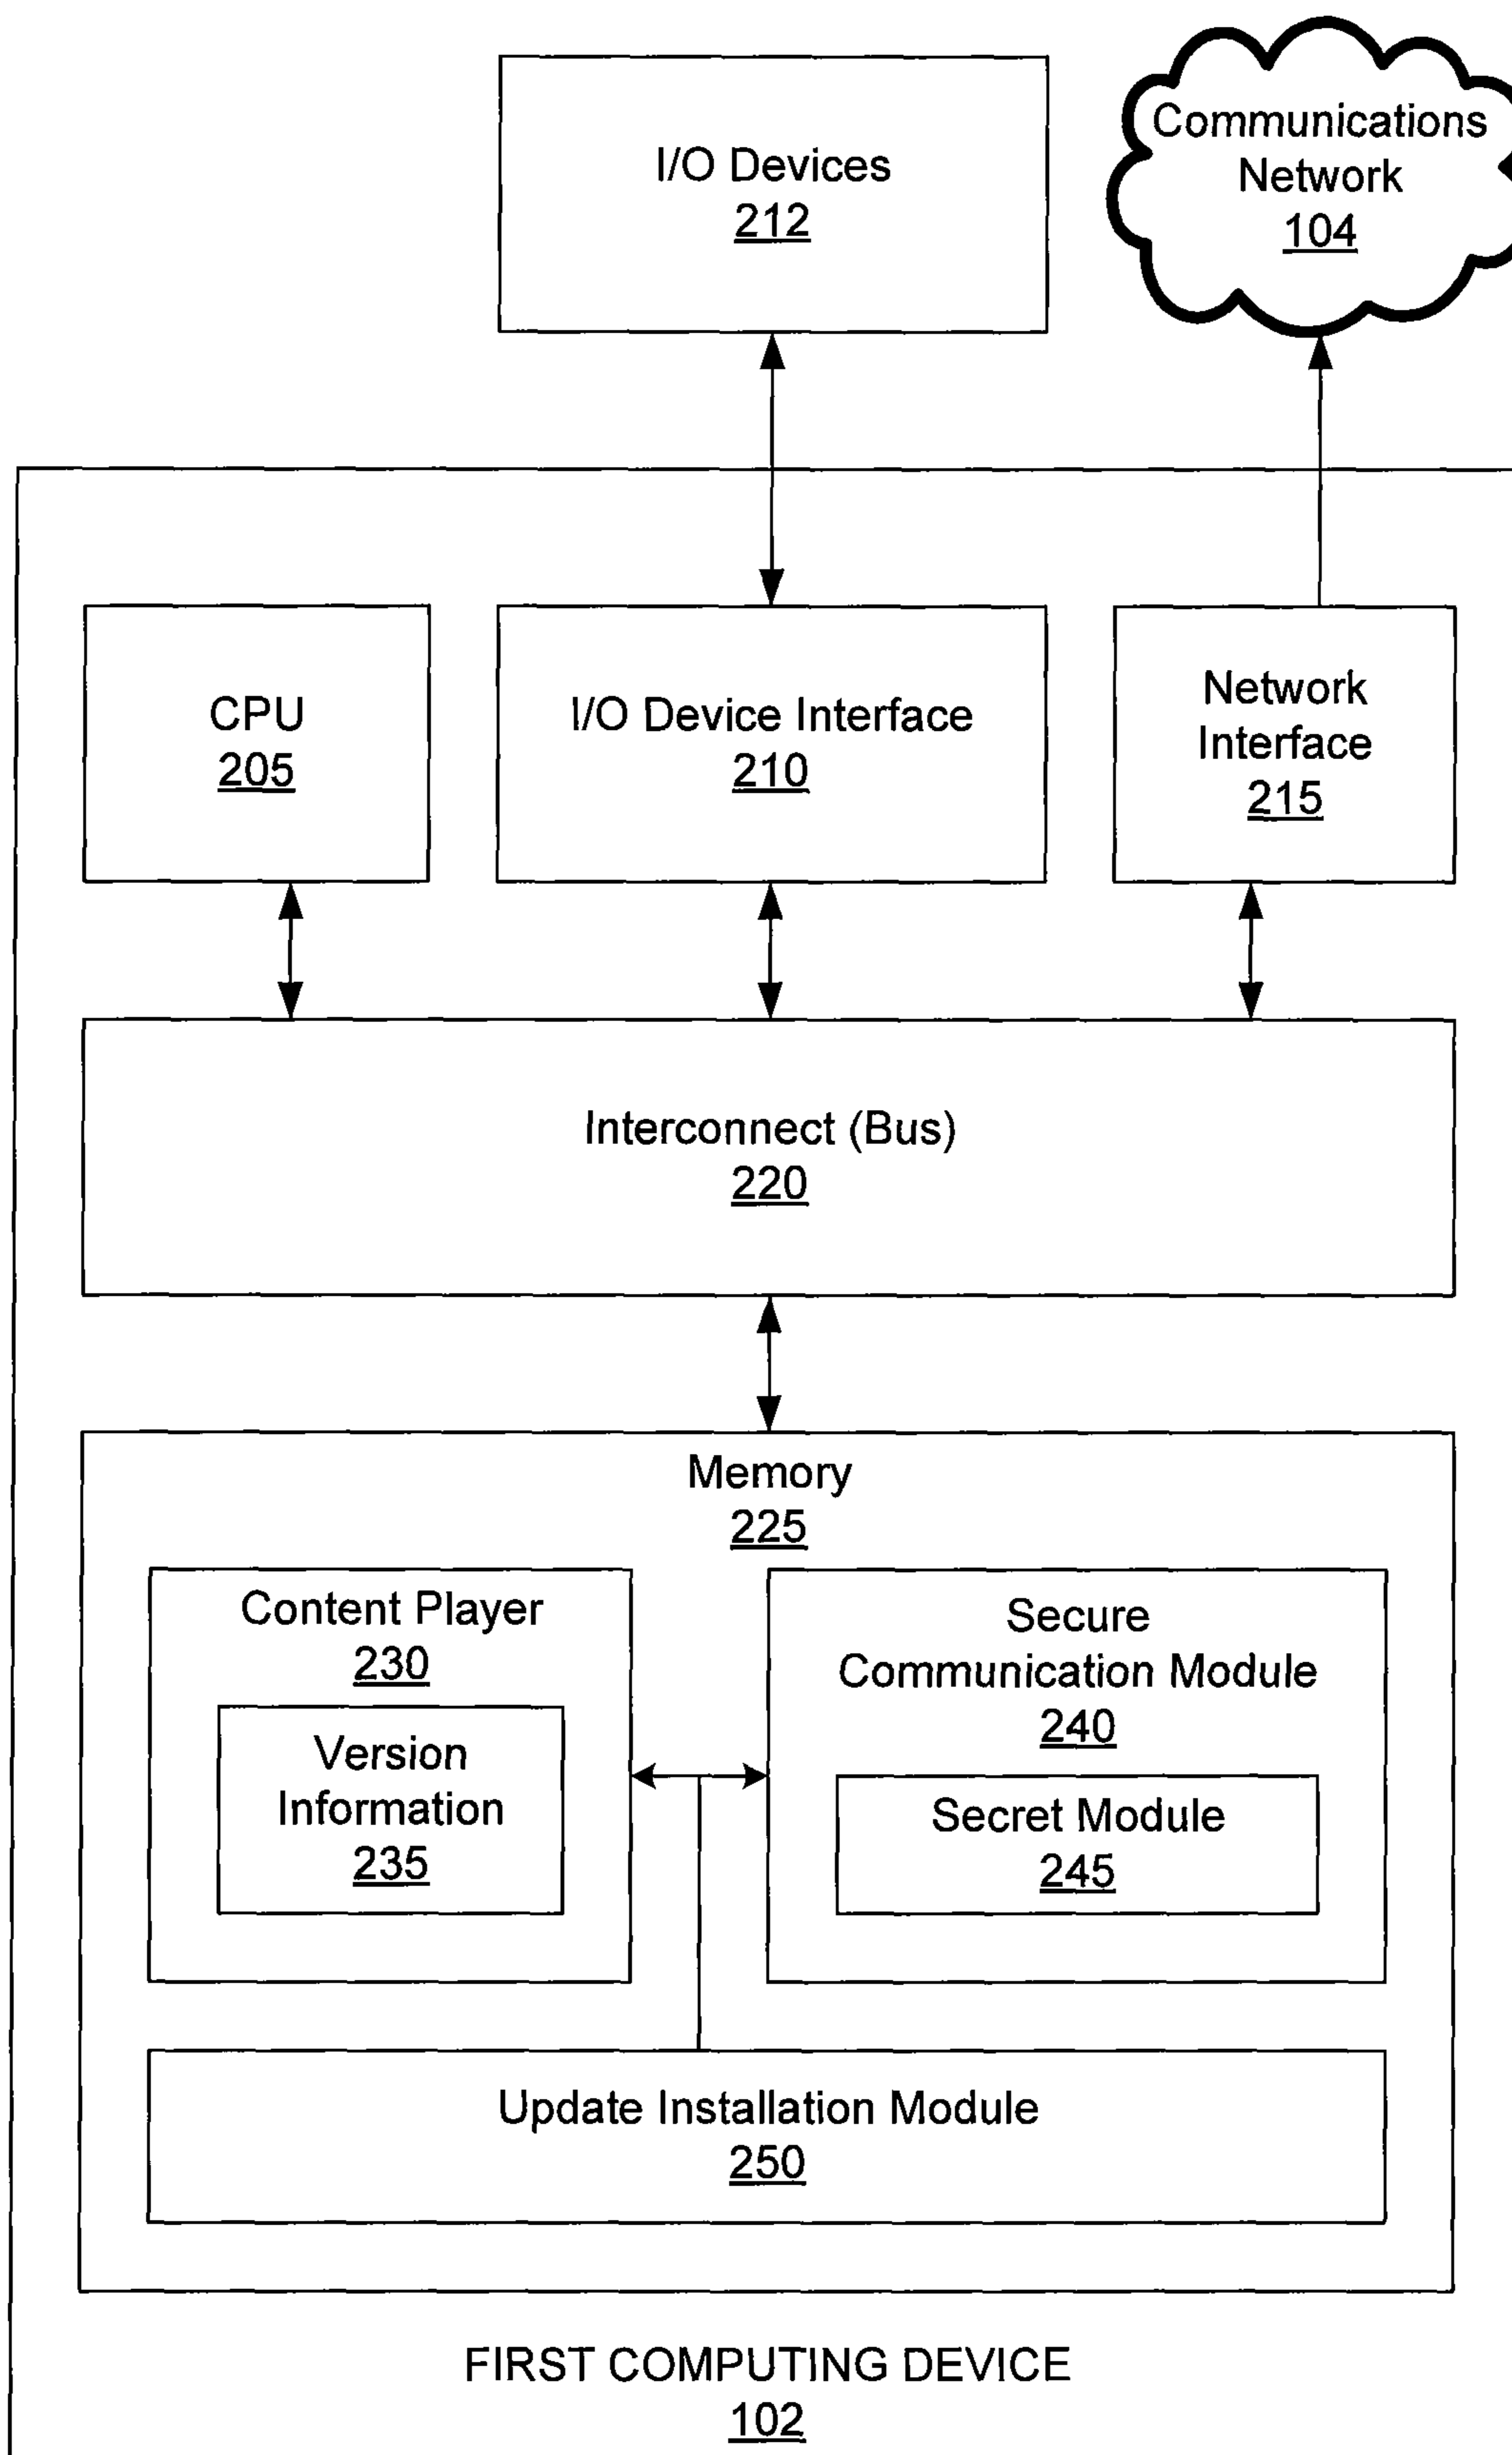 I/O Devices
212
Communications
Network
104
CPU
205
I/O Device Interface
210
Network
Interface
215
Interconnect (Bus)
220
Memory
225
Content Player
230
Version
Information
235
Secure
Communication Module
240
Secret Module
245
Update Installation Module
250
FIRST COMPUTING DEVICE
102